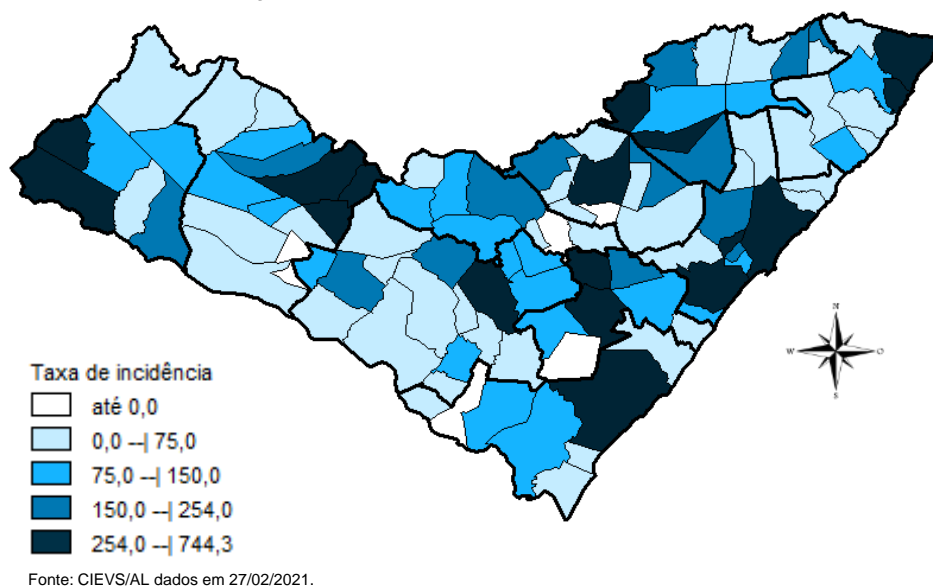 N
W
O
S
Taxa de incidência
até 0,0
0,0 --| 75,0
75,0 --| 150,0
150,0 --| 254,0
254,0 --| 744,3
Fonte: CIEVS/AL dados em 27/02/2021.